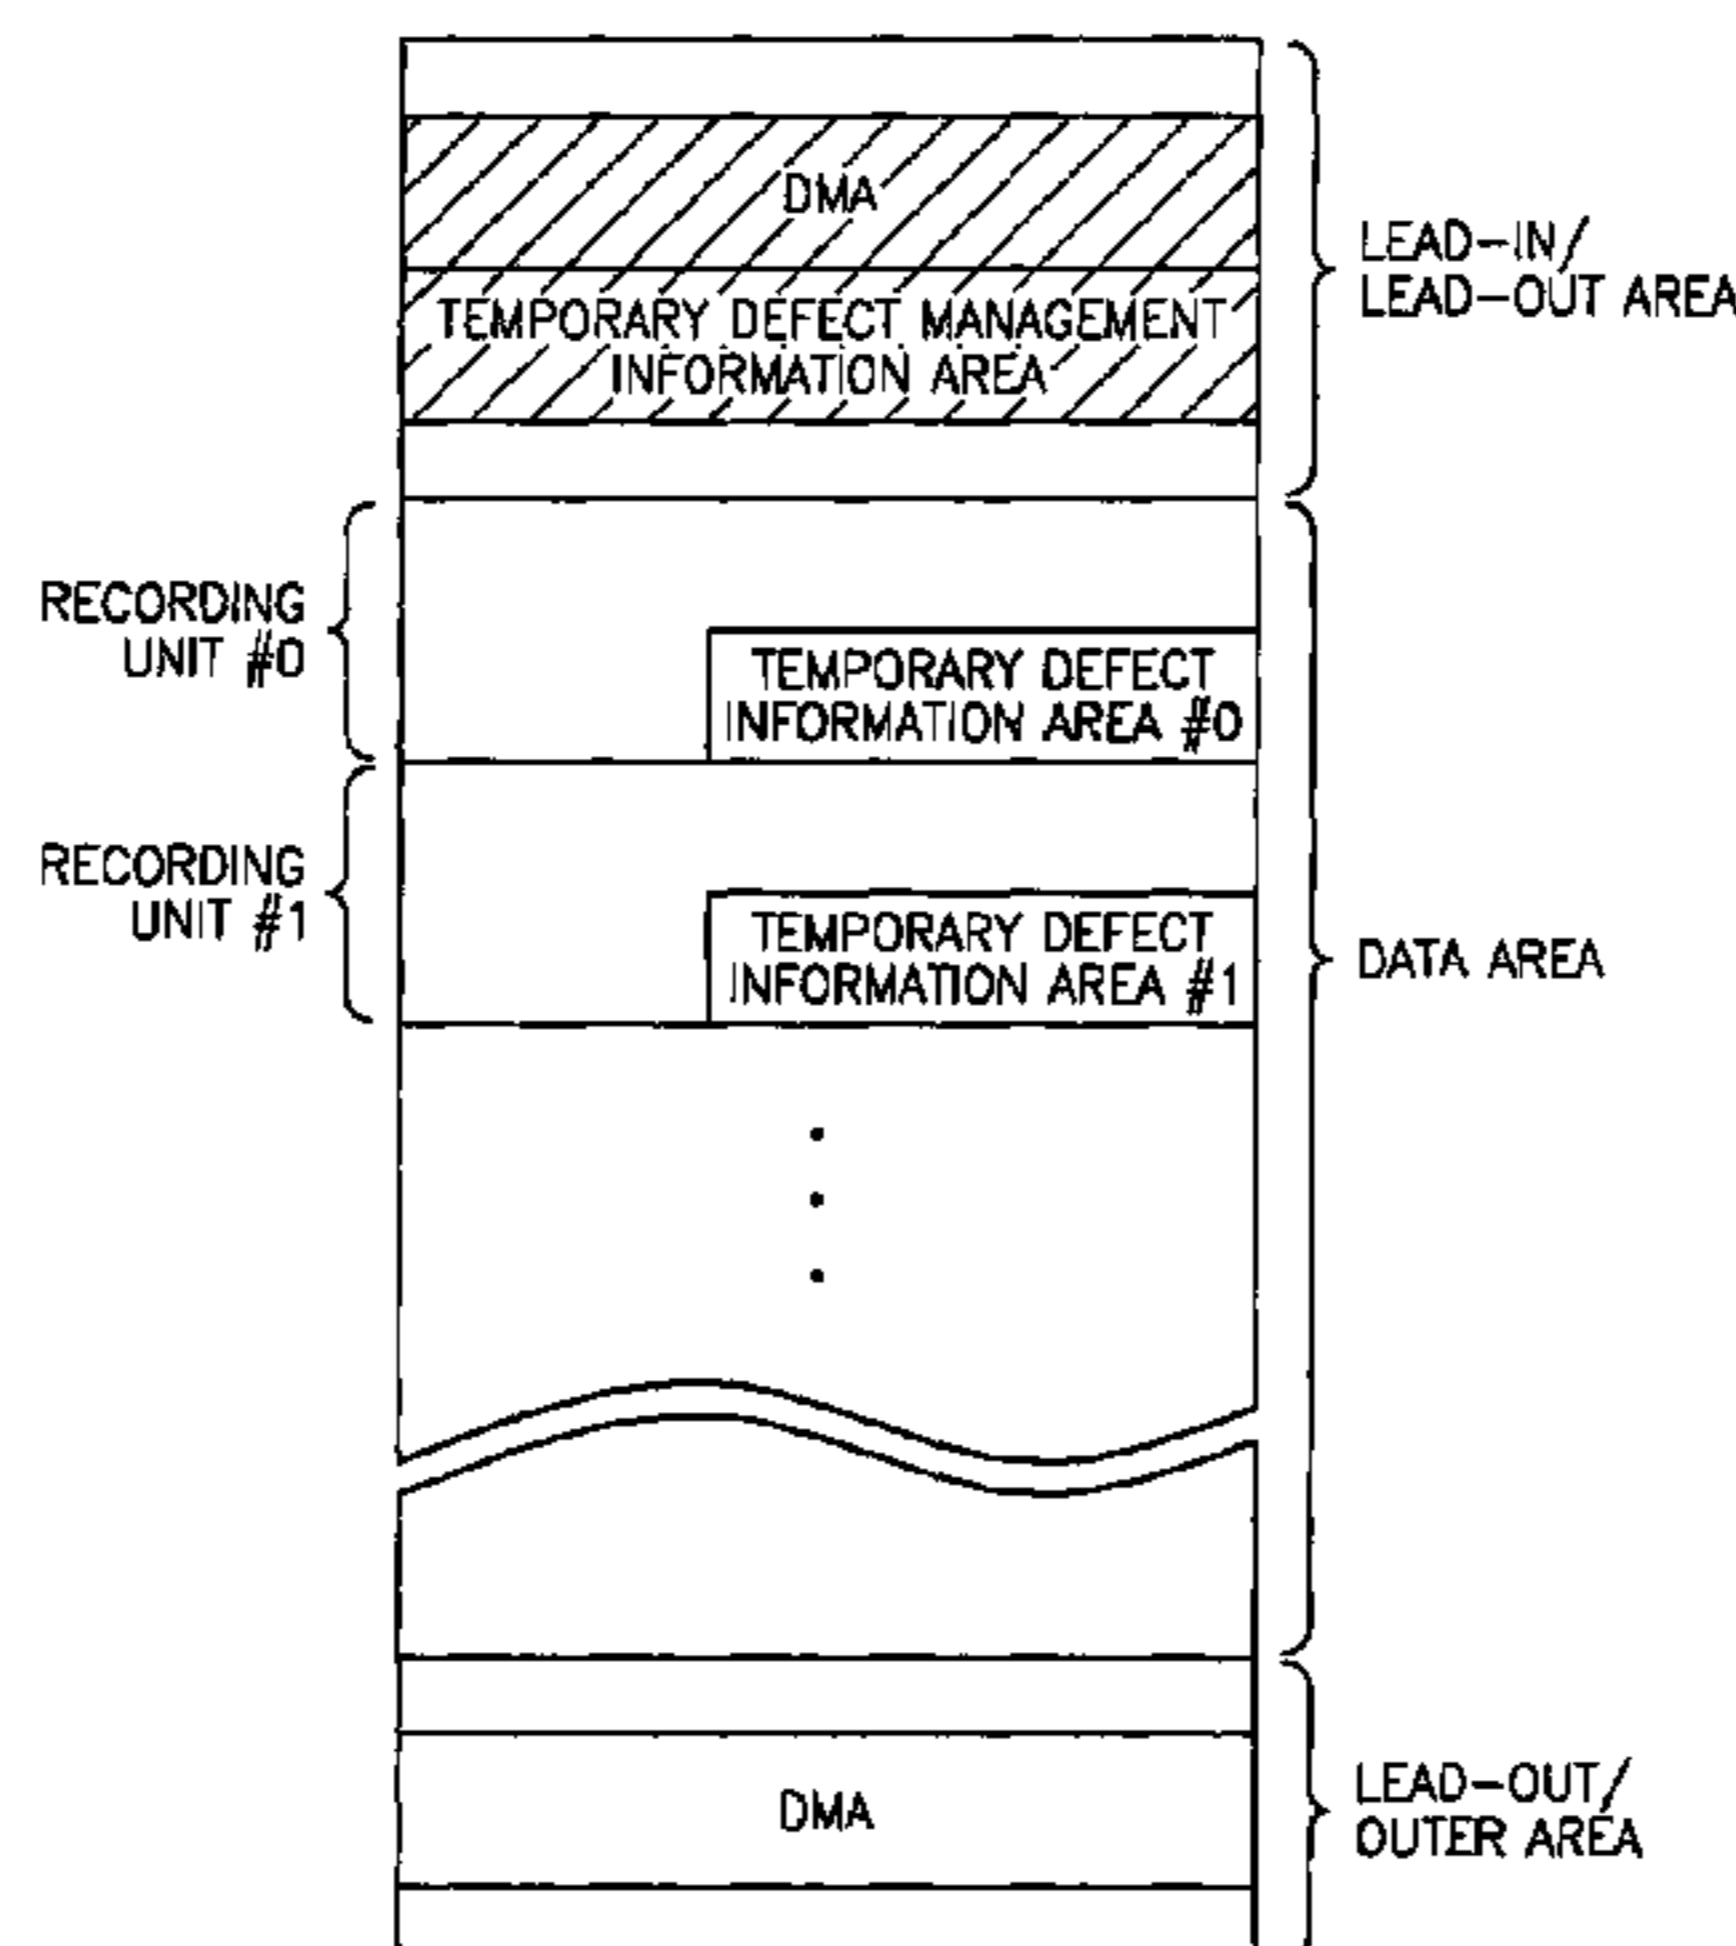 DMA
TEMPORARY DEFECT MANAGEMENT
INFORMATION AREA
LEAD-IN/
LEAD-OUT AREA
RECORDING
UNIT #0
TEMPORARY DEFECT
INFORMATION AREA #0
RECORDING
UNIT #1
TEMPORARY DEFECT
INFORMATION AREA #1
DATA AREA
DMA
LEAD-OUT/
OUTER AREA